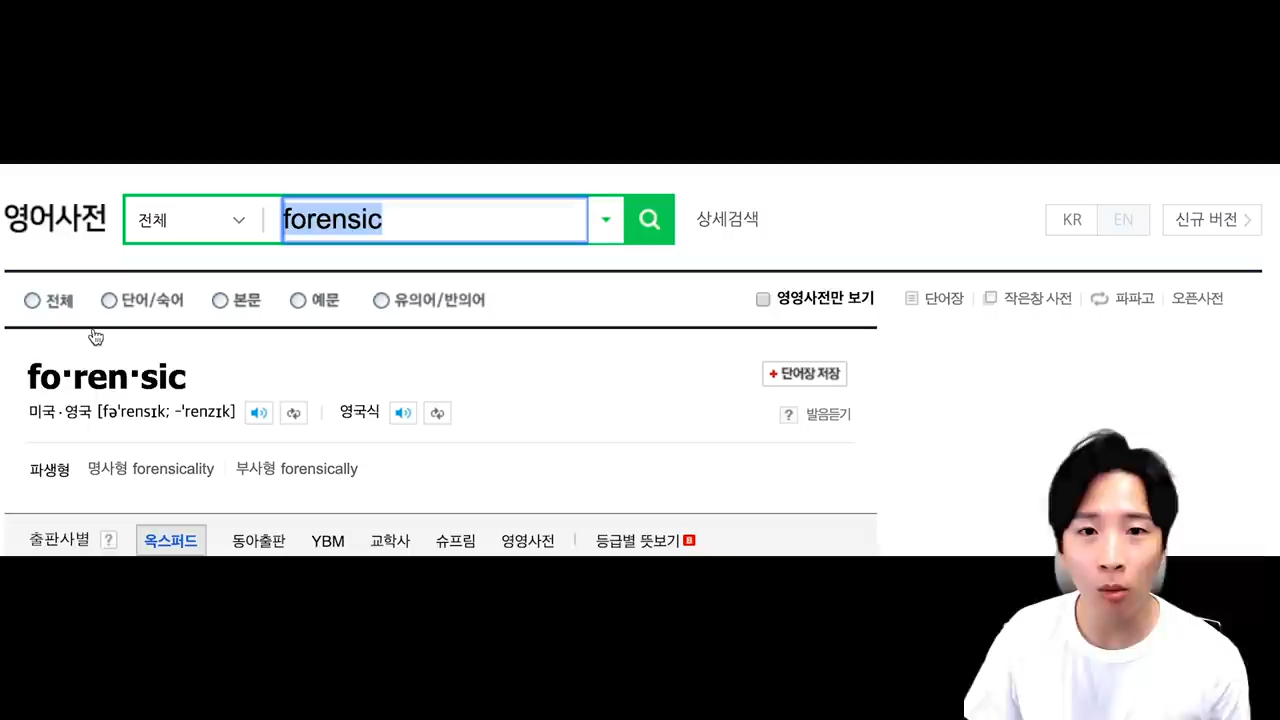 영어사전 전체 forensic 상세검색 KR EN 신규 버전
전체 단어/숙어 본문 예문 유의어/반의어 영영사전만 보기 단어장 작은창 사전 파파고 오픈사전
fo·ren·sic +단어장 저장
미국·영국 [fəˈrensɪk; –ˈrenzɪk] 영국식 ? 발음듣기
파생형 명사형 forensicality 부사형 forensically
출판사별 ? 옥스퍼드 동아출판 YBM 교학사 슈프림 영영사전 등급별 뜻보기